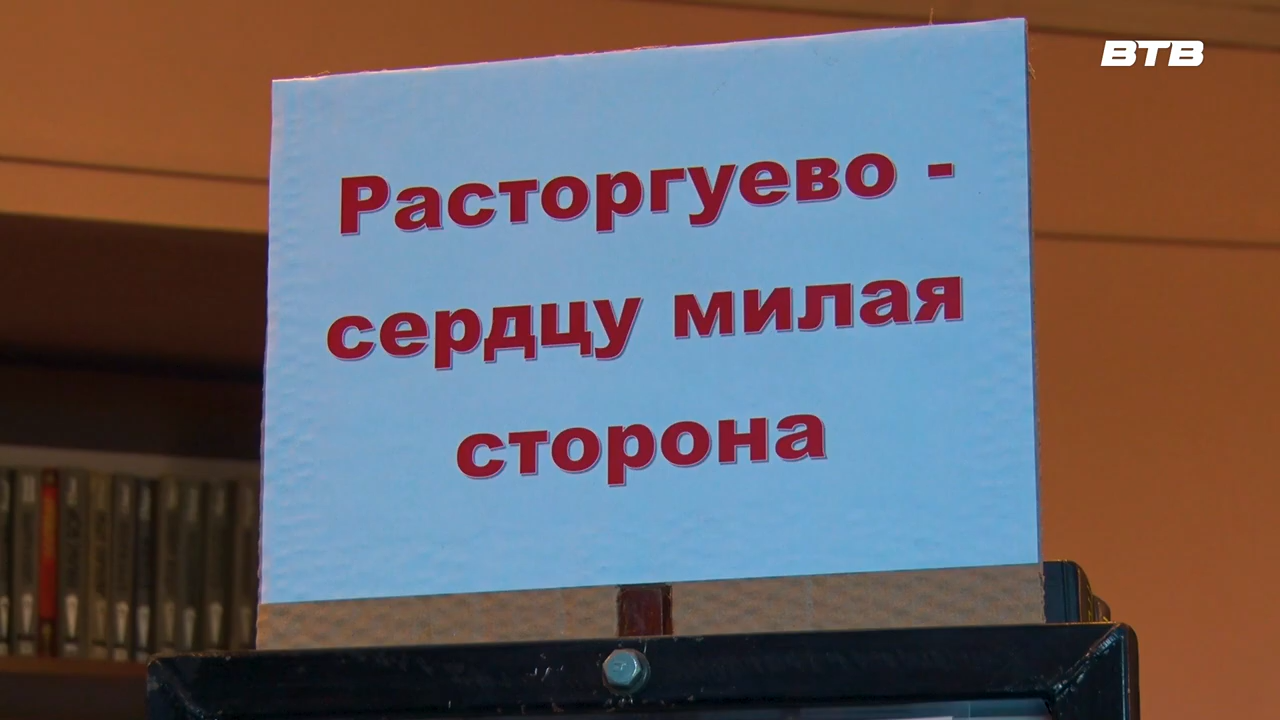 ВТВ
Расторгуево -
сердцу милая
сторона